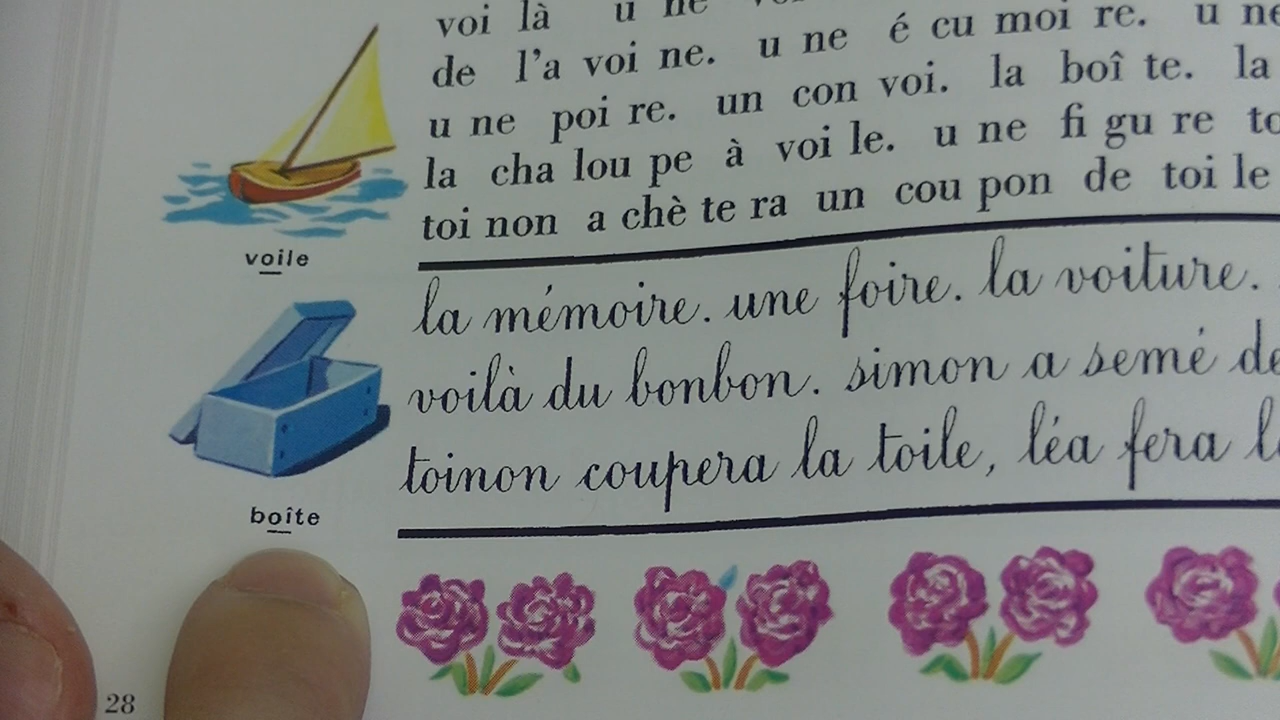 voi là u ne
de l'a voi ne. u ne é cu moi re. u ne
u ne poi re. un con voi. la boî te. la
la cha lou pe à voi le. u ne fi gu re
toi non a chè te ra un cou pon de toi le
voile
la mémoire. une foire. la voiture.
voilà du bonbon. simon a semé
toinon coupera la toile, léa fera
boîte
28